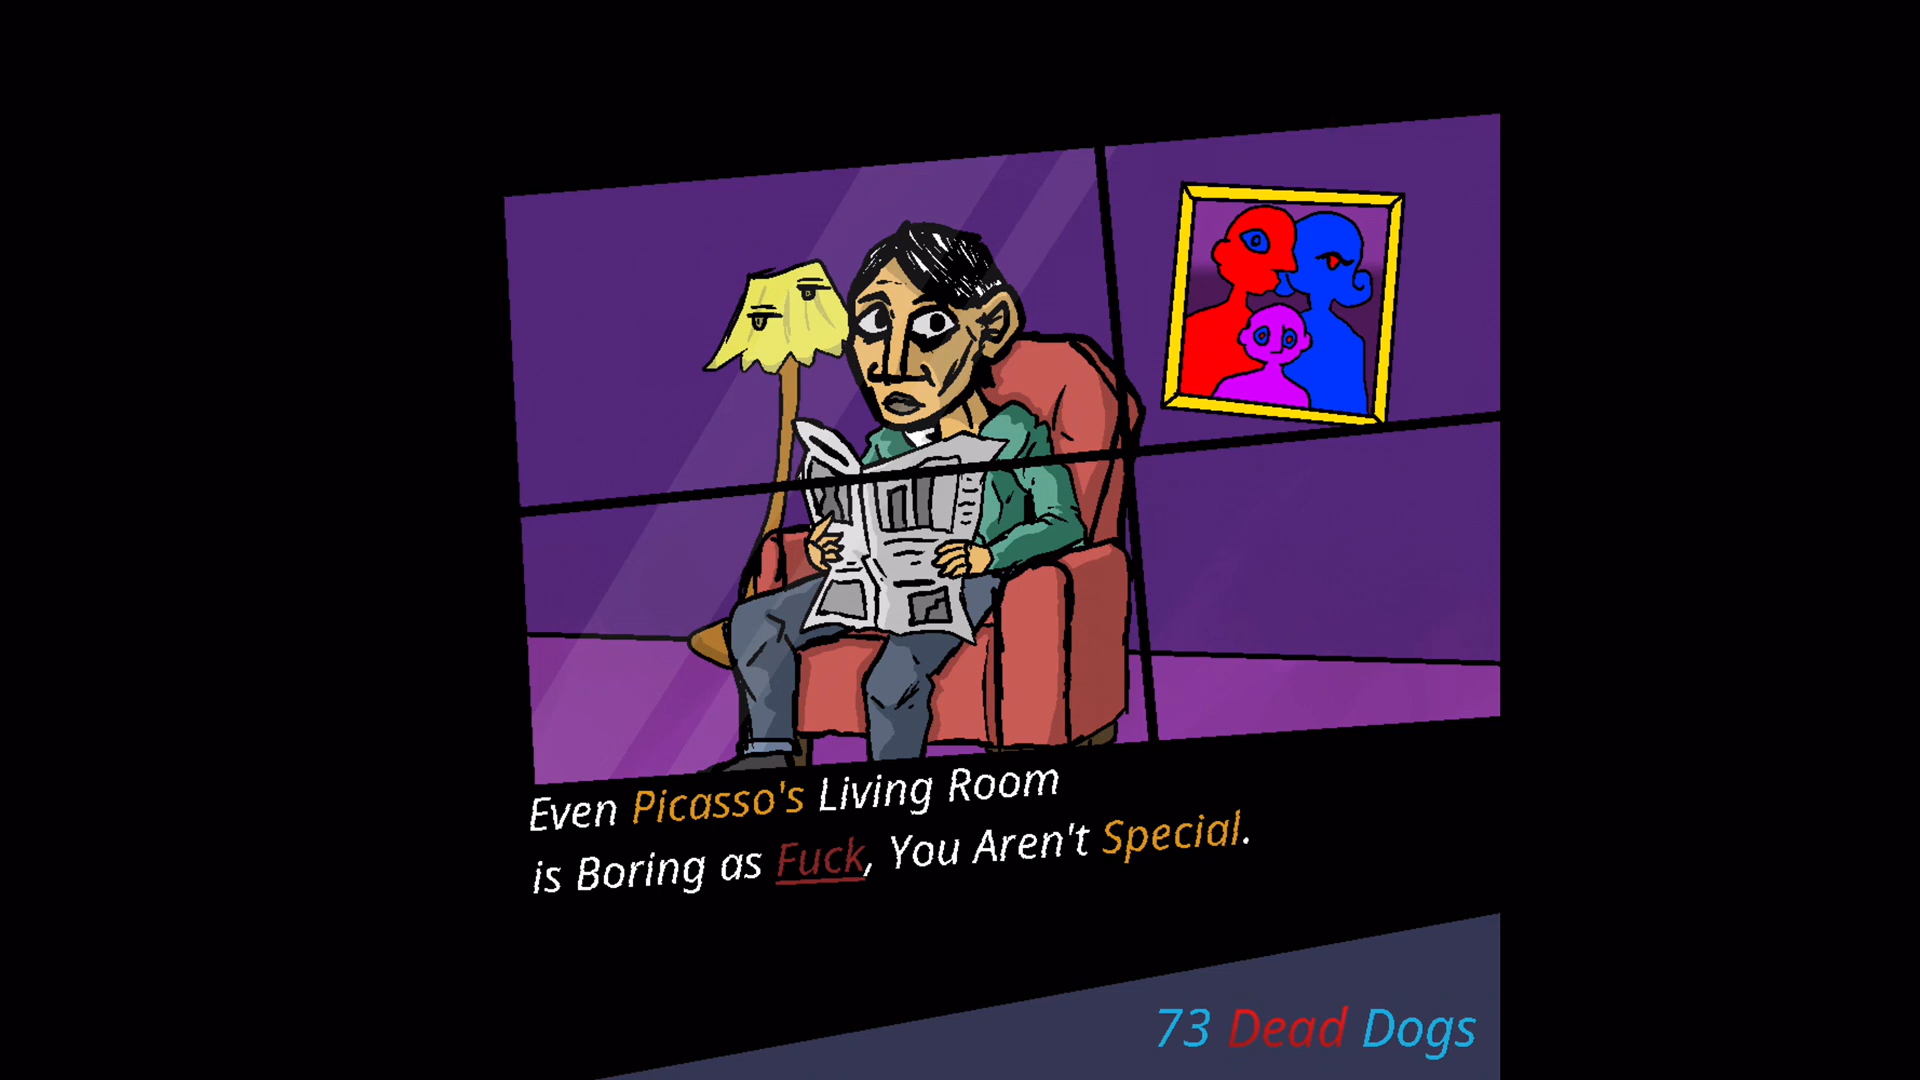 Even Picasso's Living Room
is Boring as Fuck, You Aren't Special.
73 Dead Dogs